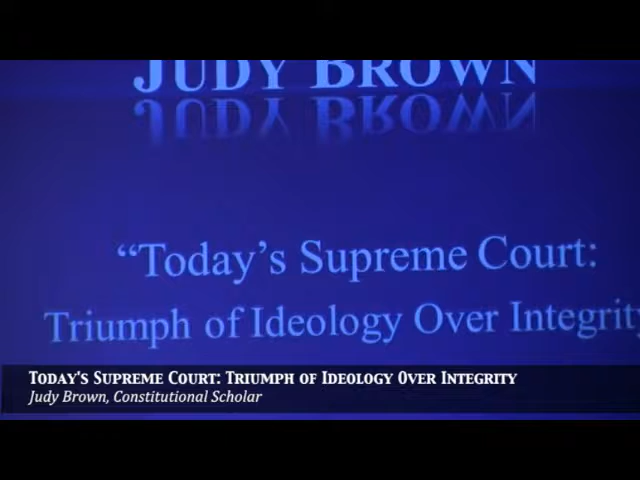 JUDY BROWN
“Today’s Supreme Court:
Triumph of Ideology Over Integrity
TODAY'S SUPREME COURT: TRIUMPH OF IDEOLOGY OVER INTEGRITY
Judy Brown, Constitutional Scholar